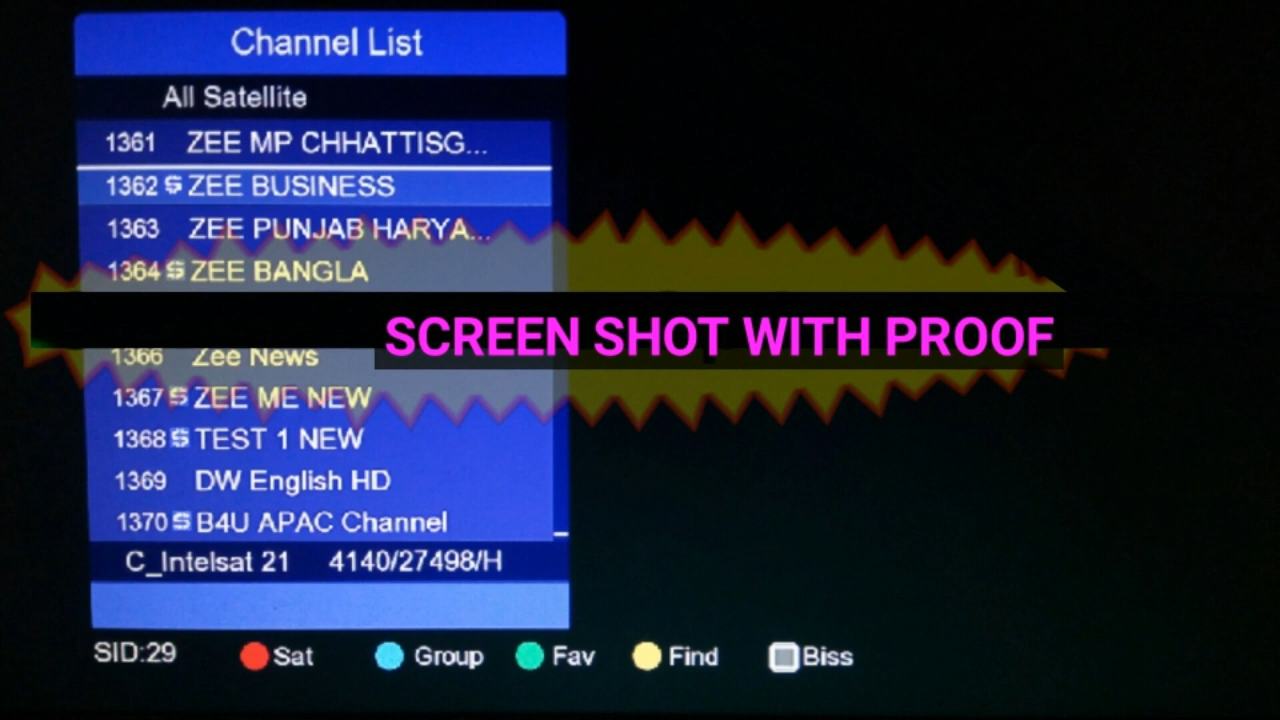 Channel List
All Satellite
1361 ZEE MP CHHATTISG...
1362 S ZEE BUSINESS
1363 ZEE PUNJAB HARYA...
1364 S ZEE BANGLA
SCREEN SHOT WITH PROOF
1366 Zee News
1367 S ZEE ME NEW
1368 S TEST 1 NEW
1369 DW English HD
1370 S B4U APAC Channel
C_Intelsat 21 4140/27498/H
SID:29 Sat Group Fav Find Biss